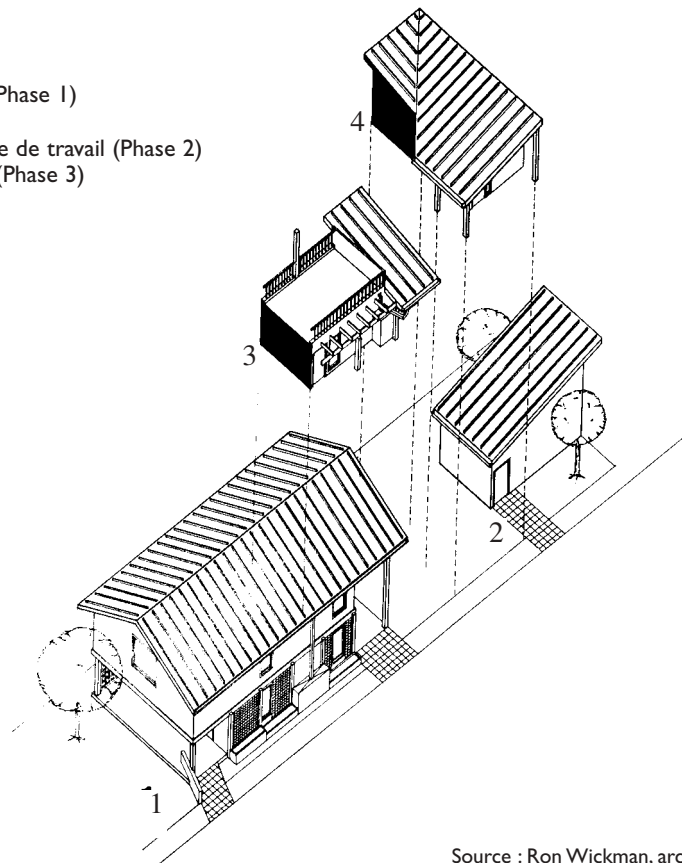 Phase 1)
e de travail (Phase 2)
(Phase 3)
4
3
2
1
Source : Ron Wickman, arc